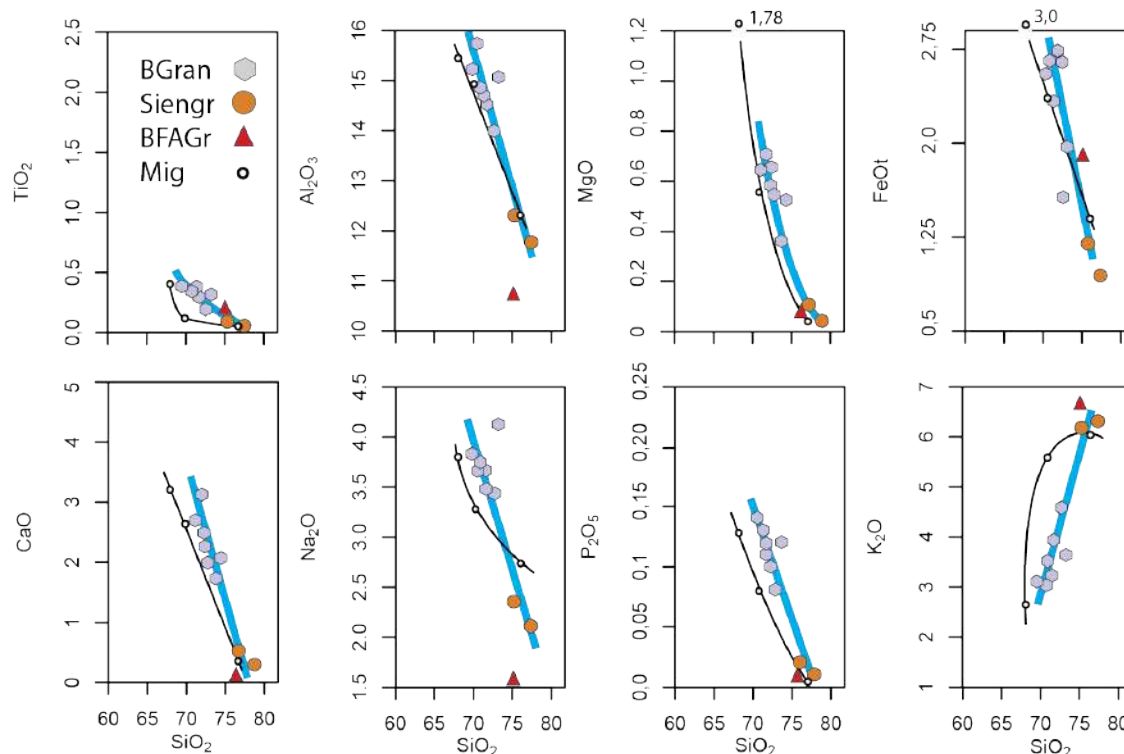 1,78
3,0
TiO₂
2,5
2,0
1.5
1.0
0.5
0.0
BGran
Siengr
BFAGr
Mig
Al₂O₃
16
15
14
13
12
11
10
MgO
1.2
1.0
0.8
0.6
0,4
0,2
0
FeOt
2,75
2.0
1,25
0,5
CaO
5
4
3
2
1
0
Na₂O
4.5
4.0
3.5
3.0
2.5
2.0
1.5
P₂O₅
0,25
0,20
0,15
0,10
0,05
0,0
K₂O
7
6
5
4
3
2
1
60 65 70 75 80
SiO₂
60 65 70 75 80
SiO₂
60 65 70 75 80
SiO₂
60 65 70 75 80
SiO₂